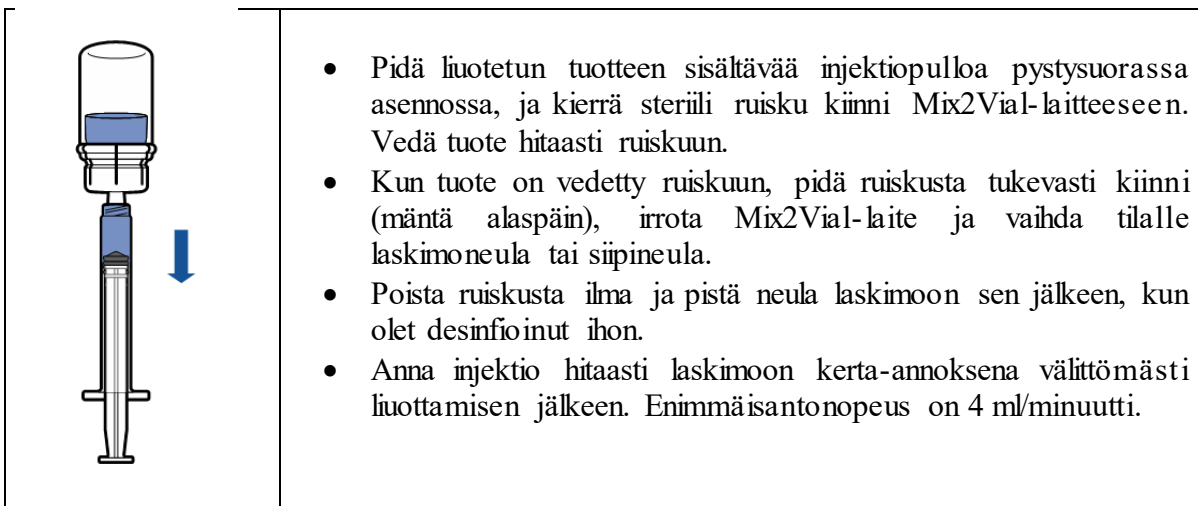 • Pidä liuotetun tuotteen sisältävää injektiopulloa pystysuorassa
asennossa, ja kierrä steriili ruisku kiinni Mix2Vial-laitteeseen.
Vedä tuote hitaasti ruiskuun.
• Kun tuote on vedetty ruiskuun, pidä ruiskusta tukevasti kiinni
(mäntä alaspäin), irrota Mix2Vial-laite ja vaihda tilalle
laskimoneula tai siipineula.
• Poista ruiskusta ilma ja pistä neula laskimoon sen jälkeen, kun
olet desinfioinut ihon.
• Anna injektio hitaasti laskimoon kerta-annoksena välittömästi
liuottamisen jälkeen. Enimmäisantonopeus on 4 ml/minuutti.